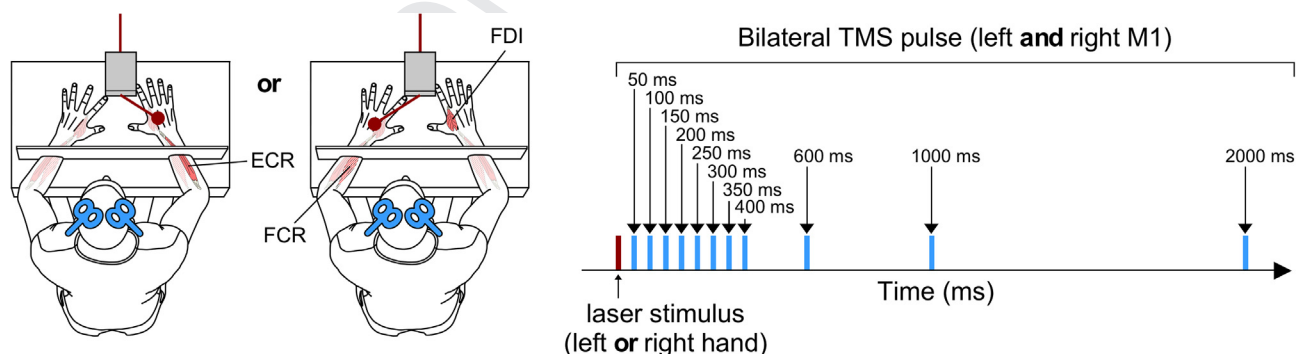 FDI
or
ECR
FCR
Bilateral TMS pulse (left and right M1)
50 ms
100 ms
150 ms
200 ms
250 ms
300 ms
350 ms
400 ms
600 ms
1000 ms
2000 ms
Time (ms)
laser stimulus
(left or right hand)